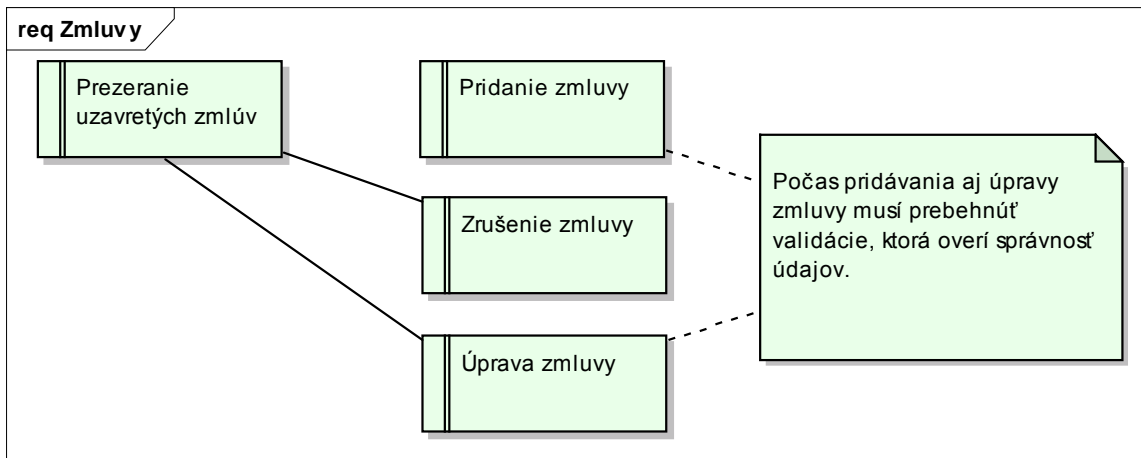 req Zmluvy
Prezeranie
uzavretých zmlúv
Pridanie zmluvy
Zrušenie zmluvy
Úprava zmluvy
Počas pridávania aj úpravy
zmluvy musí prebehnúť
validácie, ktorá overí správnosť
údajov.